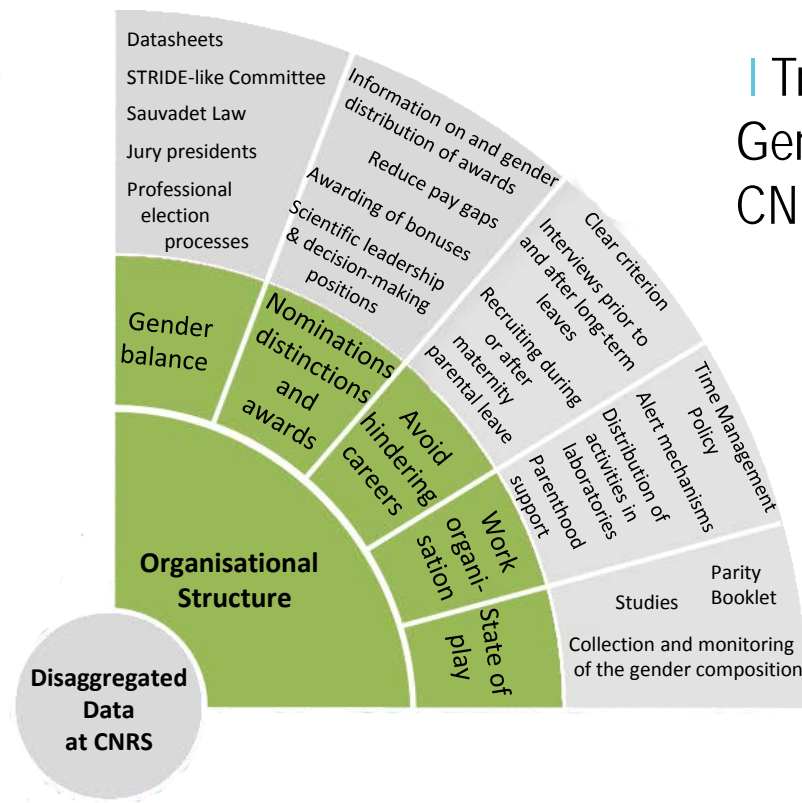 Datasheets
STRIDE-like Committee
Sauvadet Law
Jury presidents
Professional
election
processes
Information on and gender
distribution of awards
Reduce pay gaps
Awarding of bonuses
Scientific leadership
& decision-making
positions
Clear criterion
Interviews prior to
and after long-term
leaves
Recruiting during
or after
maternity
parental leave
Time Management
Policy
Alert mechanisms
Distribution of
activities in
laboratories
Parenthood
support
Parity
Booklet
Studies
Collection and monitoring
of the gender composition
Gender
balance
Nominations
distinctions
and
awards
Avoid
hindering
careers
Work
organi-
sation
State of
play
Organisational
Structure
Disaggregated
Data
at CNRS
| Tr
Ger
CN